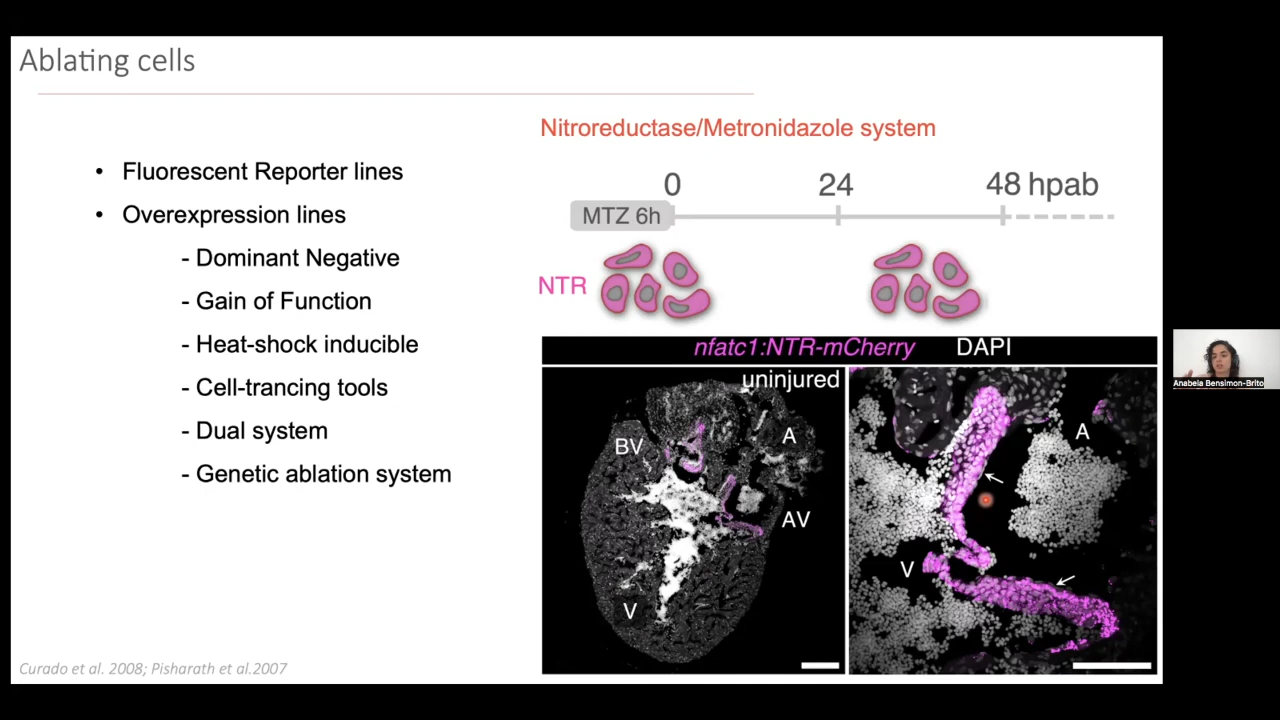 Ablating cells
• Fluorescent Reporter lines
• Overexpression lines
- Dominant Negative
- Gain of Function
- Heat-shock inducible
- Cell-trancing tools
- Dual system
- Genetic ablation system
Curado et al. 2008; Pisharath et al.2007
Nitroreductase/Metronidazole system
0 24 48 hpab
MTZ 6h
NTR
nfatc1:NTR-mCherry DAPI
uninjured
BV
A
AV
V
A
V
Anabela Bensimon-Brito